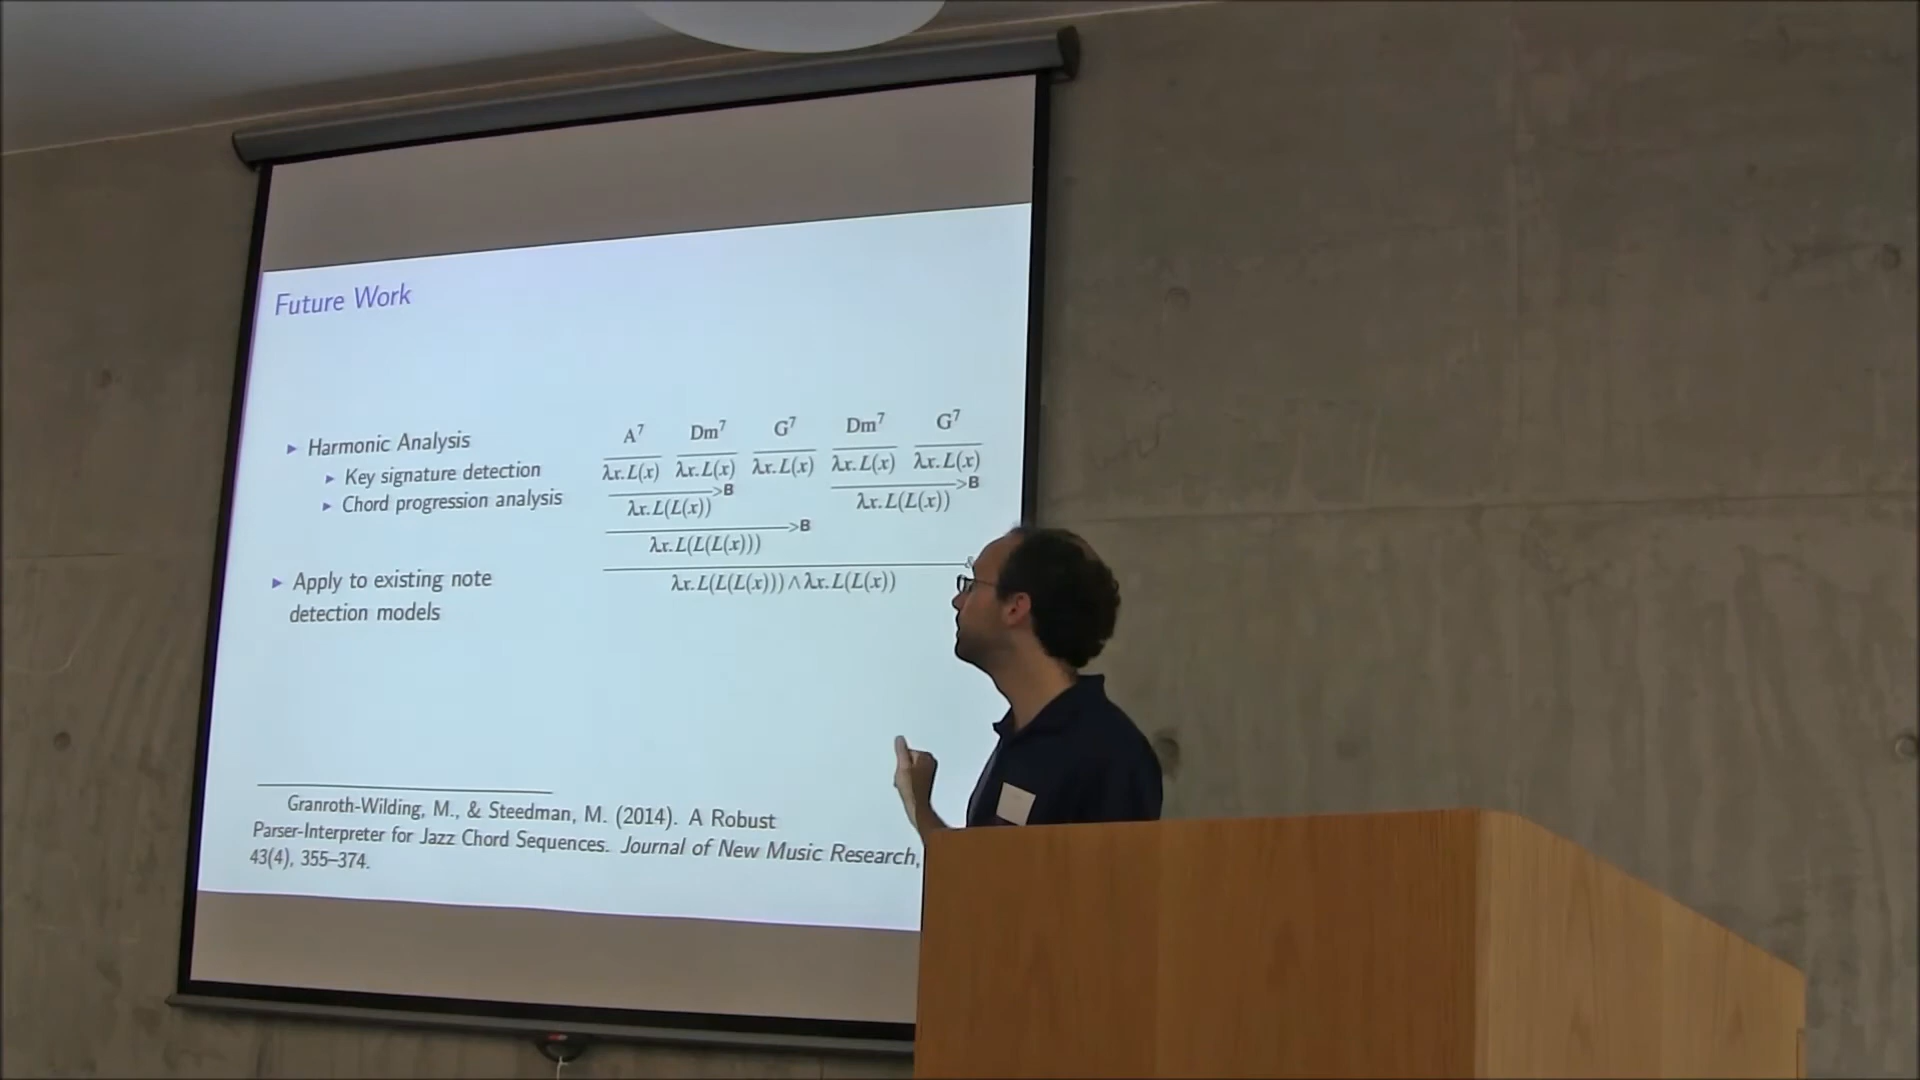 Future Work
▸ Harmonic Analysis
▸ Key signature detection
▸ Chord progression analysis
▸ Apply to existing note
detection models
A⁷ Dm⁷ G⁷ Dm⁷ G⁷
λx.L(x) λx.L(x) λx.L(x) λx.L(x) λx.L(x)
>B >B
λx.L(L(x)) λx.L(L(x))
>B
λx.L(L(L(x)))
&
λx.L(L(L(x)))∧λx.L(L(x))
Granroth-Wilding, M., & Steedman, M. (2014). A Robust
Parser-Interpreter for Jazz Chord Sequences. Journal of New Music Research,
43(4), 355–374.